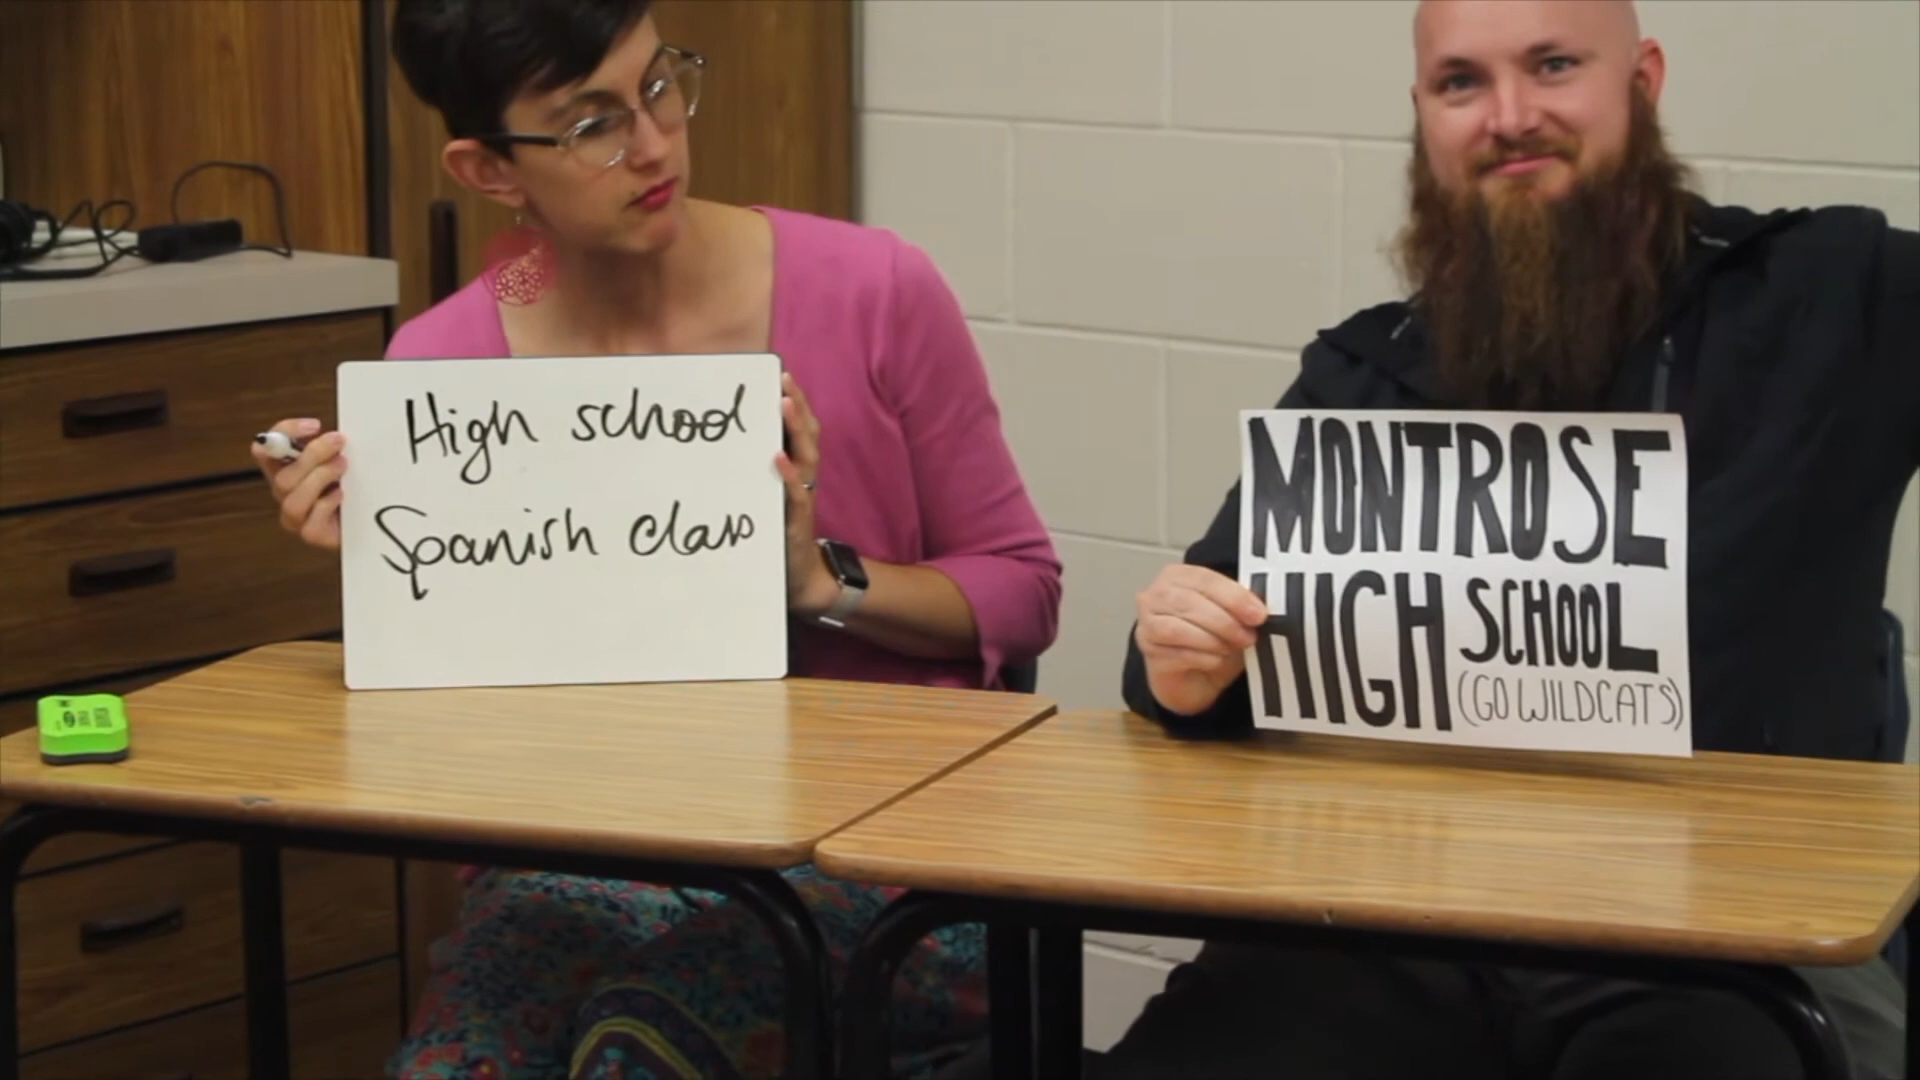 High school
Spanish class
MONTROSE
HIGH SCHOOL
(GO WILDCATS)